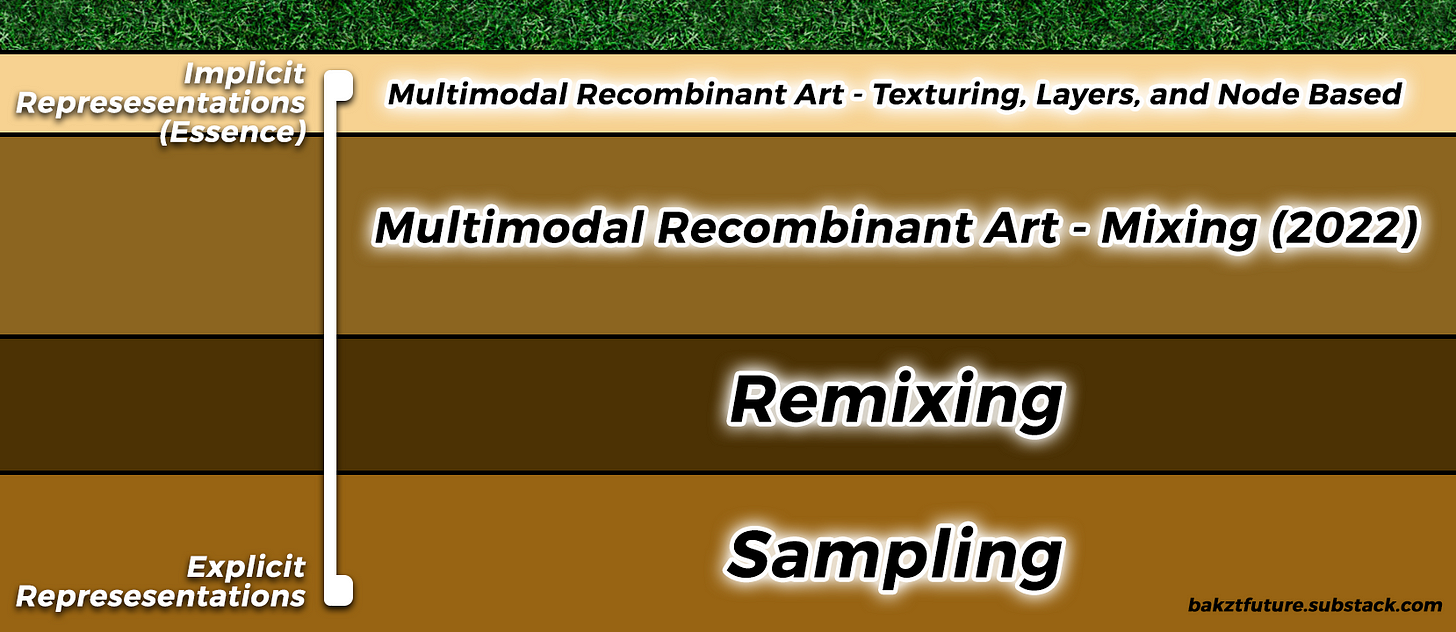 Implicit
Represesentations
(Essence)
Multimodal Recombinant Art - Texturing, Layers, and Node Based
Multimodal Recombinant Art - Mixing (2022)
Remixing
Sampling
Explicit
Represesentations
bakztfuture.substack.com